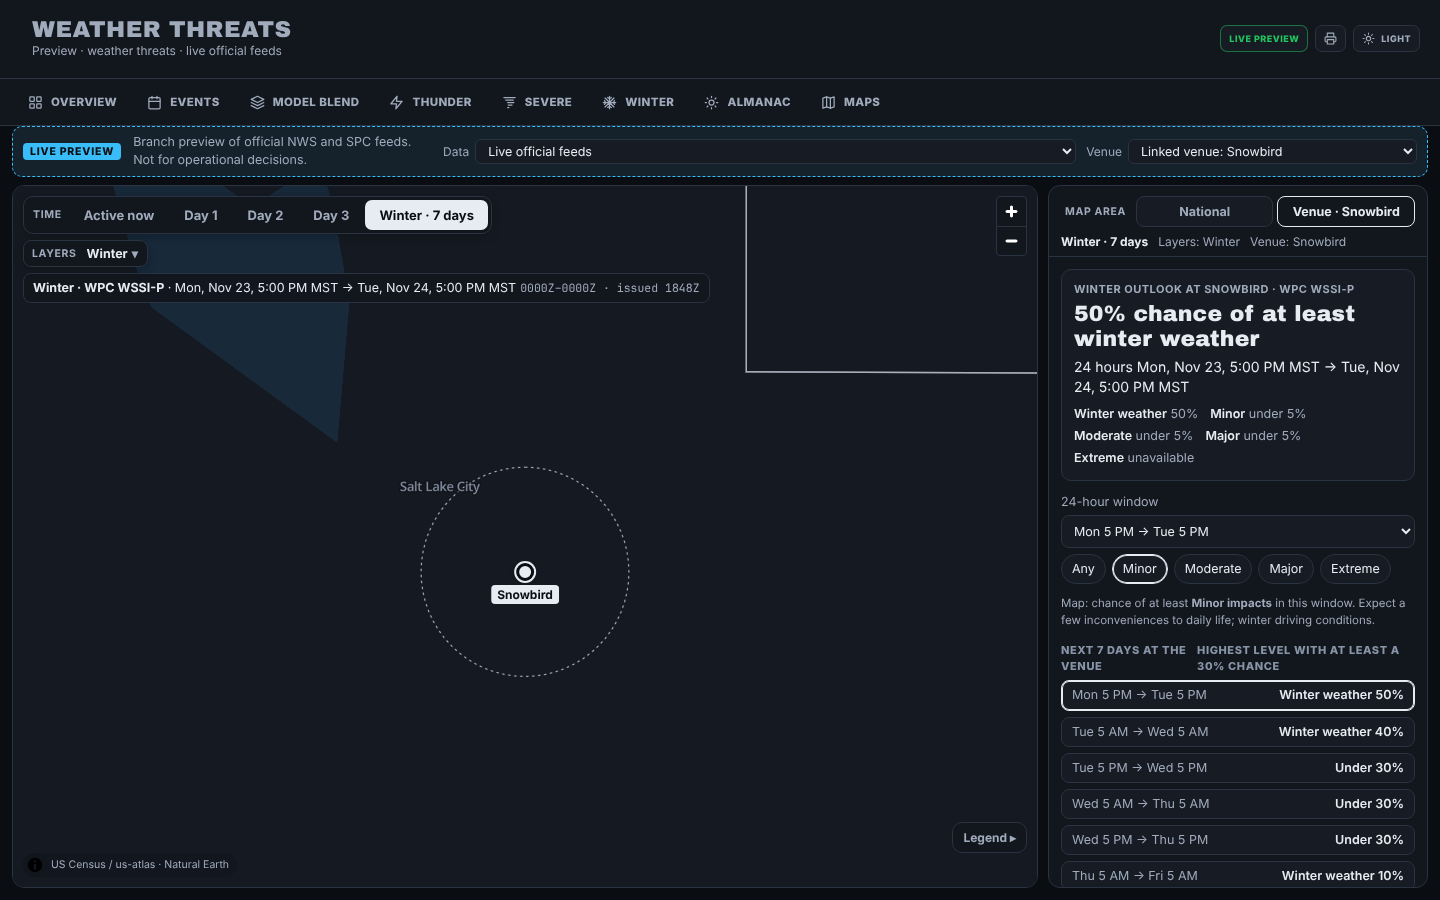 WEATHER THREATS
Preview · weather threats · live official feeds
LIVE PREVIEW
LIGHT
OVERVIEW
EVENTS
MODEL BLEND
THUNDER
SEVERE
WINTER
ALMANAC
MAPS
LIVE PREVIEW
Branch preview of official NWS and SPC feeds.
Not for operational decisions.
Data
Live official feeds
Venue
Linked venue: Snowbird
TIME
Active now
Day 1
Day 2
Day 3
Winter · 7 days
LAYERS
Winter ▾
Winter · WPC WSSI-P · Mon, Nov 23, 5:00 PM MST → Tue, Nov 24, 5:00 PM MST 0000Z–0000Z · issued 1848Z
+
−
Salt Lake City
Snowbird
Legend ▸
US Census / us-atlas · Natural Earth
MAP AREA
National
Venue · Snowbird
Winter · 7 days Layers: Winter Venue: Snowbird
WINTER OUTLOOK AT SNOWBIRD · WPC WSSI-P
50% chance of at least
winter weather
24 hours Mon, Nov 23, 5:00 PM MST → Tue, Nov
24, 5:00 PM MST
Winter weather 50% Minor under 5%
Moderate under 5% Major under 5%
Extreme unavailable
24-hour window
Mon 5 PM → Tue 5 PM
Any
Minor
Moderate
Major
Extreme
Map: chance of at least Minor impacts in this window. Expect a
few inconveniences to daily life; winter driving conditions.
NEXT 7 DAYS AT THE
VENUE
HIGHEST LEVEL WITH AT LEAST A
30% CHANCE
Mon 5 PM → Tue 5 PM Winter weather 50%
Tue 5 AM → Wed 5 AM Winter weather 40%
Tue 5 PM → Wed 5 PM Under 30%
Wed 5 AM → Thu 5 AM Under 30%
Wed 5 PM → Thu 5 PM Under 30%
Thu 5 AM → Fri 5 AM Winter weather 10%